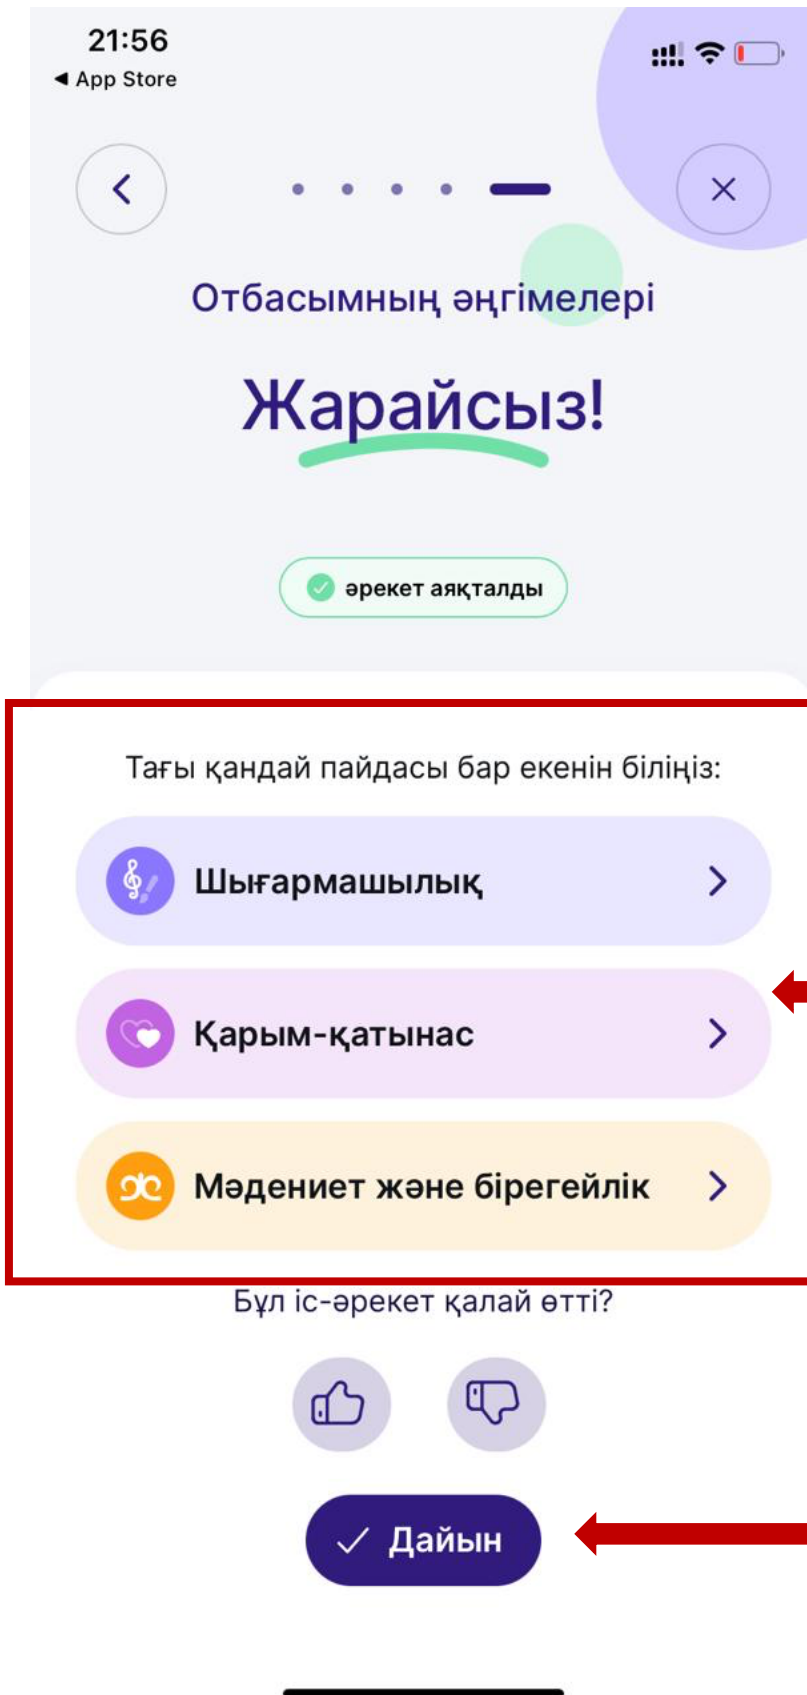 21:56
App Store
Отбасымның әңгімелері
Жарайсыз!
әрекет аяқталды
Тағы қандай пайдасы бар екенін біліңіз:
Шығармашылық
Қарым-қатынас
Мәдениет және бірегейлік
Бұл іс-әрекет қалай өтті?
Дайын